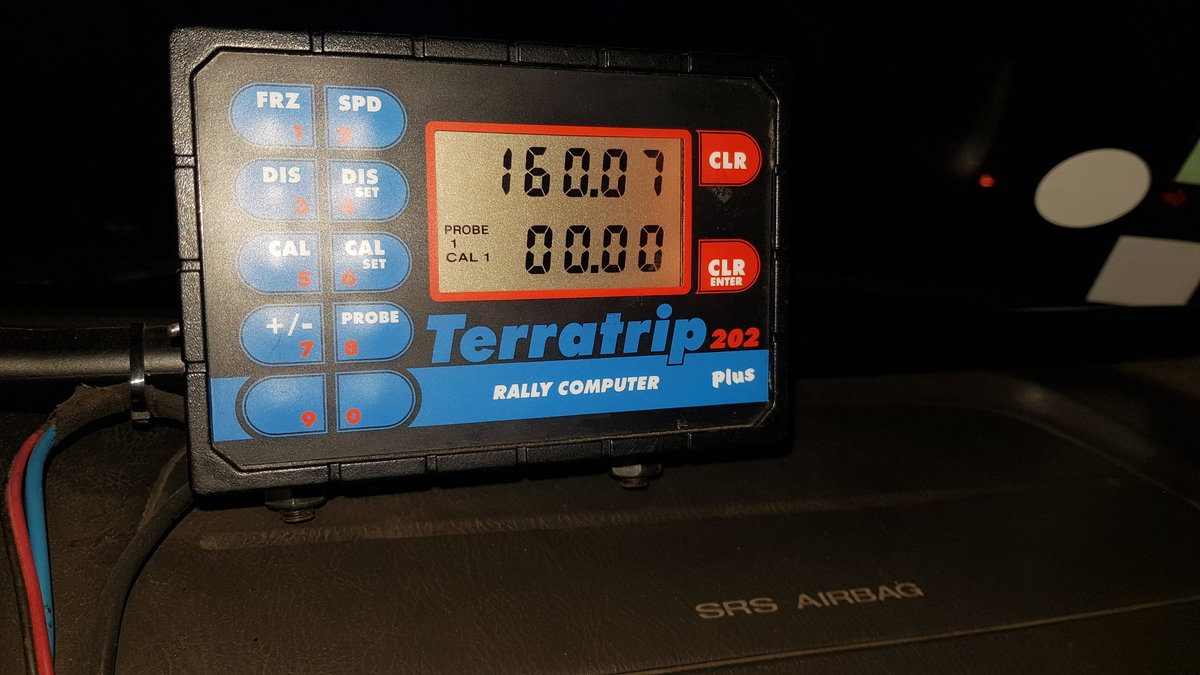 FRZ 1
SPD 2
DIS 3
DIS SET 4
CAL 5
CAL SET 6
+/- 7
PROBE 8
9
0
160.07
PROBE
1
CAL 1
00.00
CLR
CLR
ENTER
Terratrip 202
RALLY COMPUTER plus
SRS AIRBAG